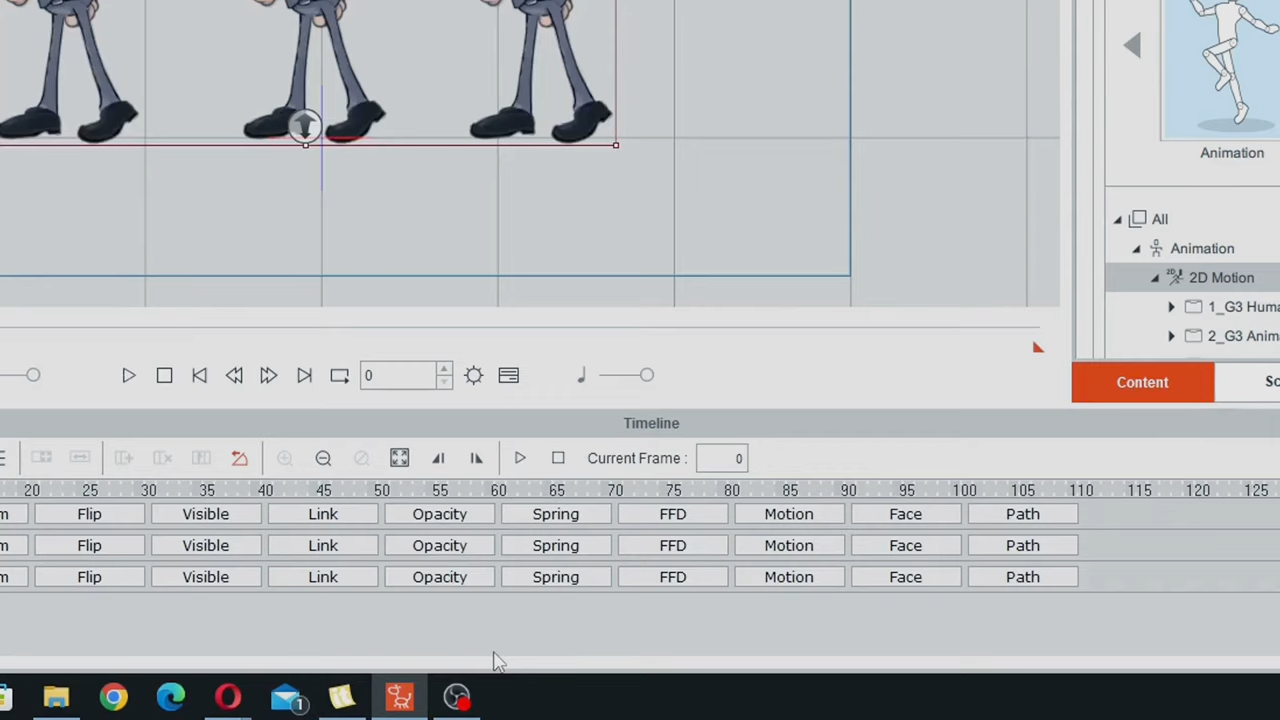 Animation
All
Animation
2D Motion
1_G3 Huma
2_G3 Anim
0
Content
Sc
Timeline
Current Frame : 0
20 25 30 35 40 45 50 55 60 65 70 75 80 85 90 95 100 105 110 115 120 125
m Flip Visible Link Opacity Spring FFD Motion Face Path
m Flip Visible Link Opacity Spring FFD Motion Face Path
m Flip Visible Link Opacity Spring FFD Motion Face Path
1